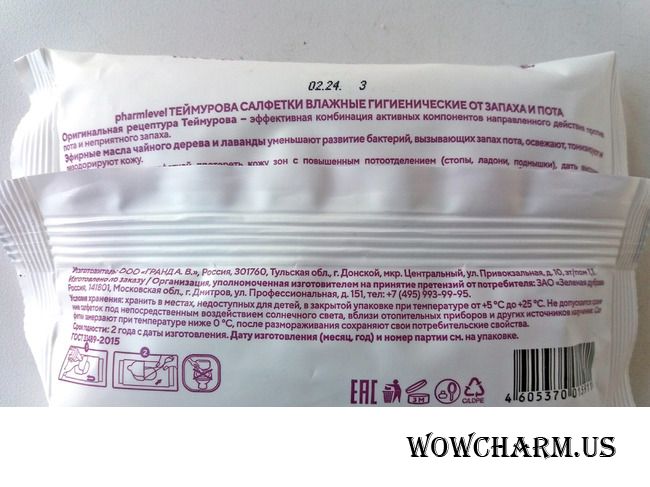 02.24. 3
pharmlevel ТЕЙМУРОВА САЛФЕТКИ ВЛАЖНЫЕ ГИГИЕНИЧЕСКИЕ ОТ ЗАПАХА И ПОТА
Оригинальная рецептура Теймурова – эффективная комбинация активных компонентов направленного действия против
пота и неприятного запаха.
Эфирные масла чайного дерева и лаванды уменьшают развитие бактерий, вызывающих запах пота, освежают, тонизируют и
дезодорируют кожу.
протереть кожу зон с повышенным потоотделением (стопы, ладони, подмышки), дать
Изготовитель: ООО «ГРАНД А. В.», Россия, 301760, Тульская обл., г. Донской, мкр. Центральный, ул. Привокзальная, д. 10,
Изготовлено по заказу / Организация, уполномоченная изготовителем на принятие претензий от потребителя: ЗАО «Зеленая дубрава»
Россия, 141801, Московская обл., г. Дмитров, ул. Профессиональная, д. 151, тел: +7 (495) 993-99-95.
Условия хранения: хранить в местах, недоступных для детей, в закрытой упаковке при температуре от +5 °С до +25 °С. Не допускается
салфеток под непосредственным воздействием солнечного света, вблизи отопительных приборов и других источников излучения.
замерзают при температуре ниже 0 °С, после размораживания сохраняют свои потребительские свойства.
Срок годности: 2 года с даты изготовления. Дату изготовления (месяц, год) и номер партии см. на упаковке.
ГОСТ 33489-2015
1 2
EAC 3M C/LDPE
4 605370
WOWCHARM.US